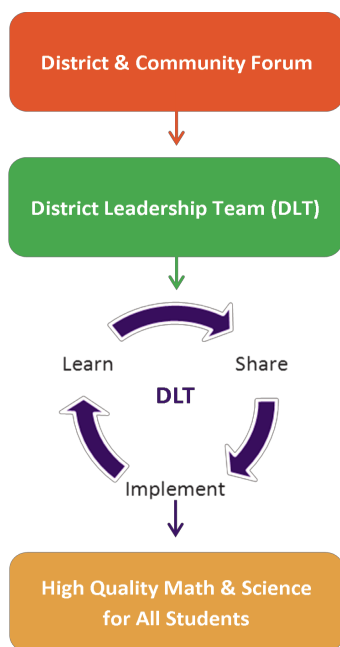 District & Community Forum
District Leadership Team (DLT)
Learn
Share
DLT
Implement
High Quality Math & Science
for All Students